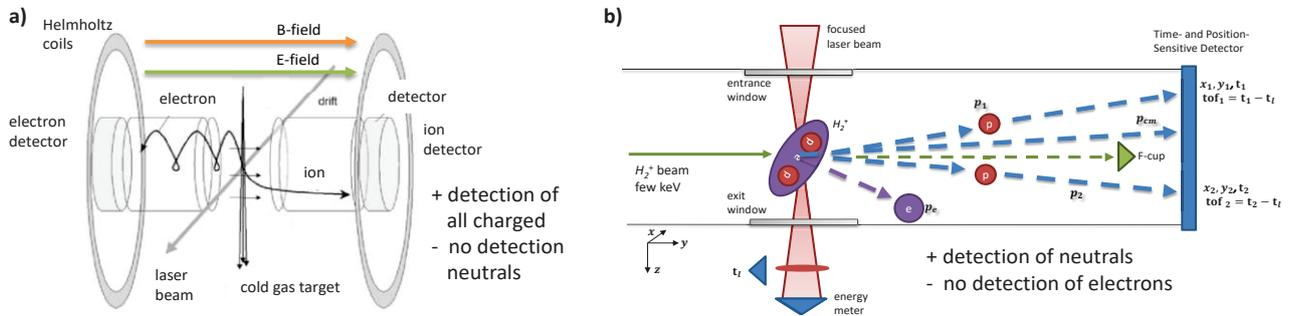 a)
Helmholtz
coils
B-field
E-field
electron
drift
detector
electron
detector
ion
detector
ion
+ detection of
all charged
- no detection
neutrals
laser
beam
cold gas target
b)
focused
laser beam
Time- and Position-
Sensitive Detector
entrance
window
x₁, y₁, t₁
tof₁ = t₁ − tₗ
p₁
p_cm
H₂⁺
p
d
d
F-cup
H₂⁺ beam
few keV
p
p₂
x₂, y₂, t₂
tof₂ = t₂ − tₗ
exit
window
e
pₑ
x
y
z
tₗ
+ detection of neutrals
- no detection of electrons
energy
meter